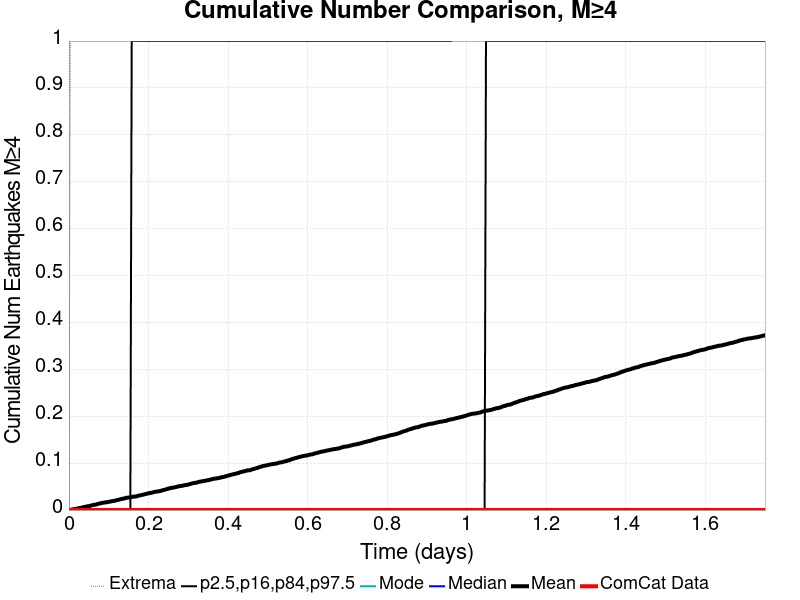 Cumulative Number Comparison, M≥4
Cumulative Num Earthquakes M≥4
1
0.9
0.8
0.7
0.6
0.5
0.4
0.3
0.2
0.1
0
0 0.2 0.4 0.6 0.8 1 1.2 1.4 1.6
Time (days)
Extrema p2.5,p16,p84,p97.5 Mode Median Mean ComCat Data